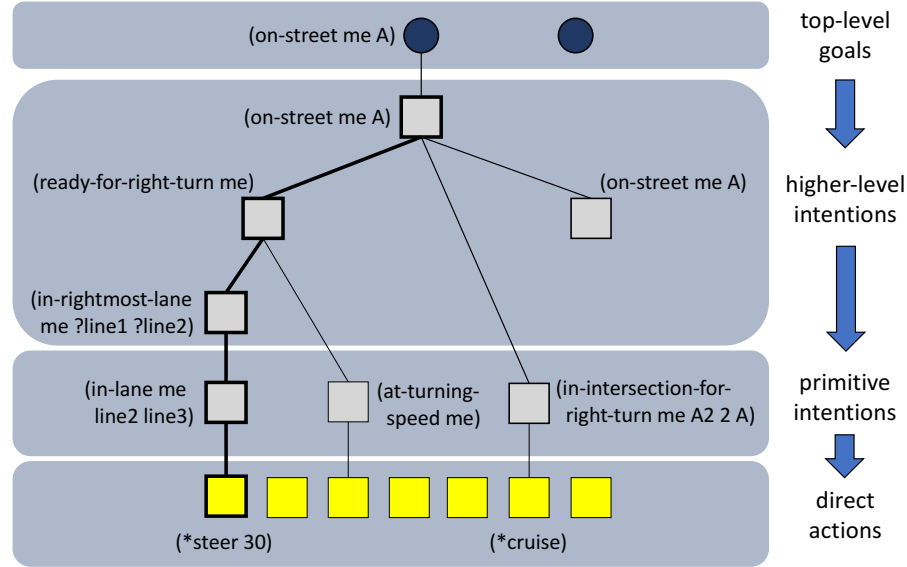 (on-street me A)
top-level
goals
(on-street me A)
(ready-for-right-turn me)
(on-street me A)
higher-level
intentions
(in-rightmost-lane
me ?line1 ?line2)
(in-lane me
line2 line3)
(at-turning-
speed me)
(in-intersection-for-
right-turn me A2 2 A)
primitive
intentions
(*steer 30)
(*cruise)
direct
actions